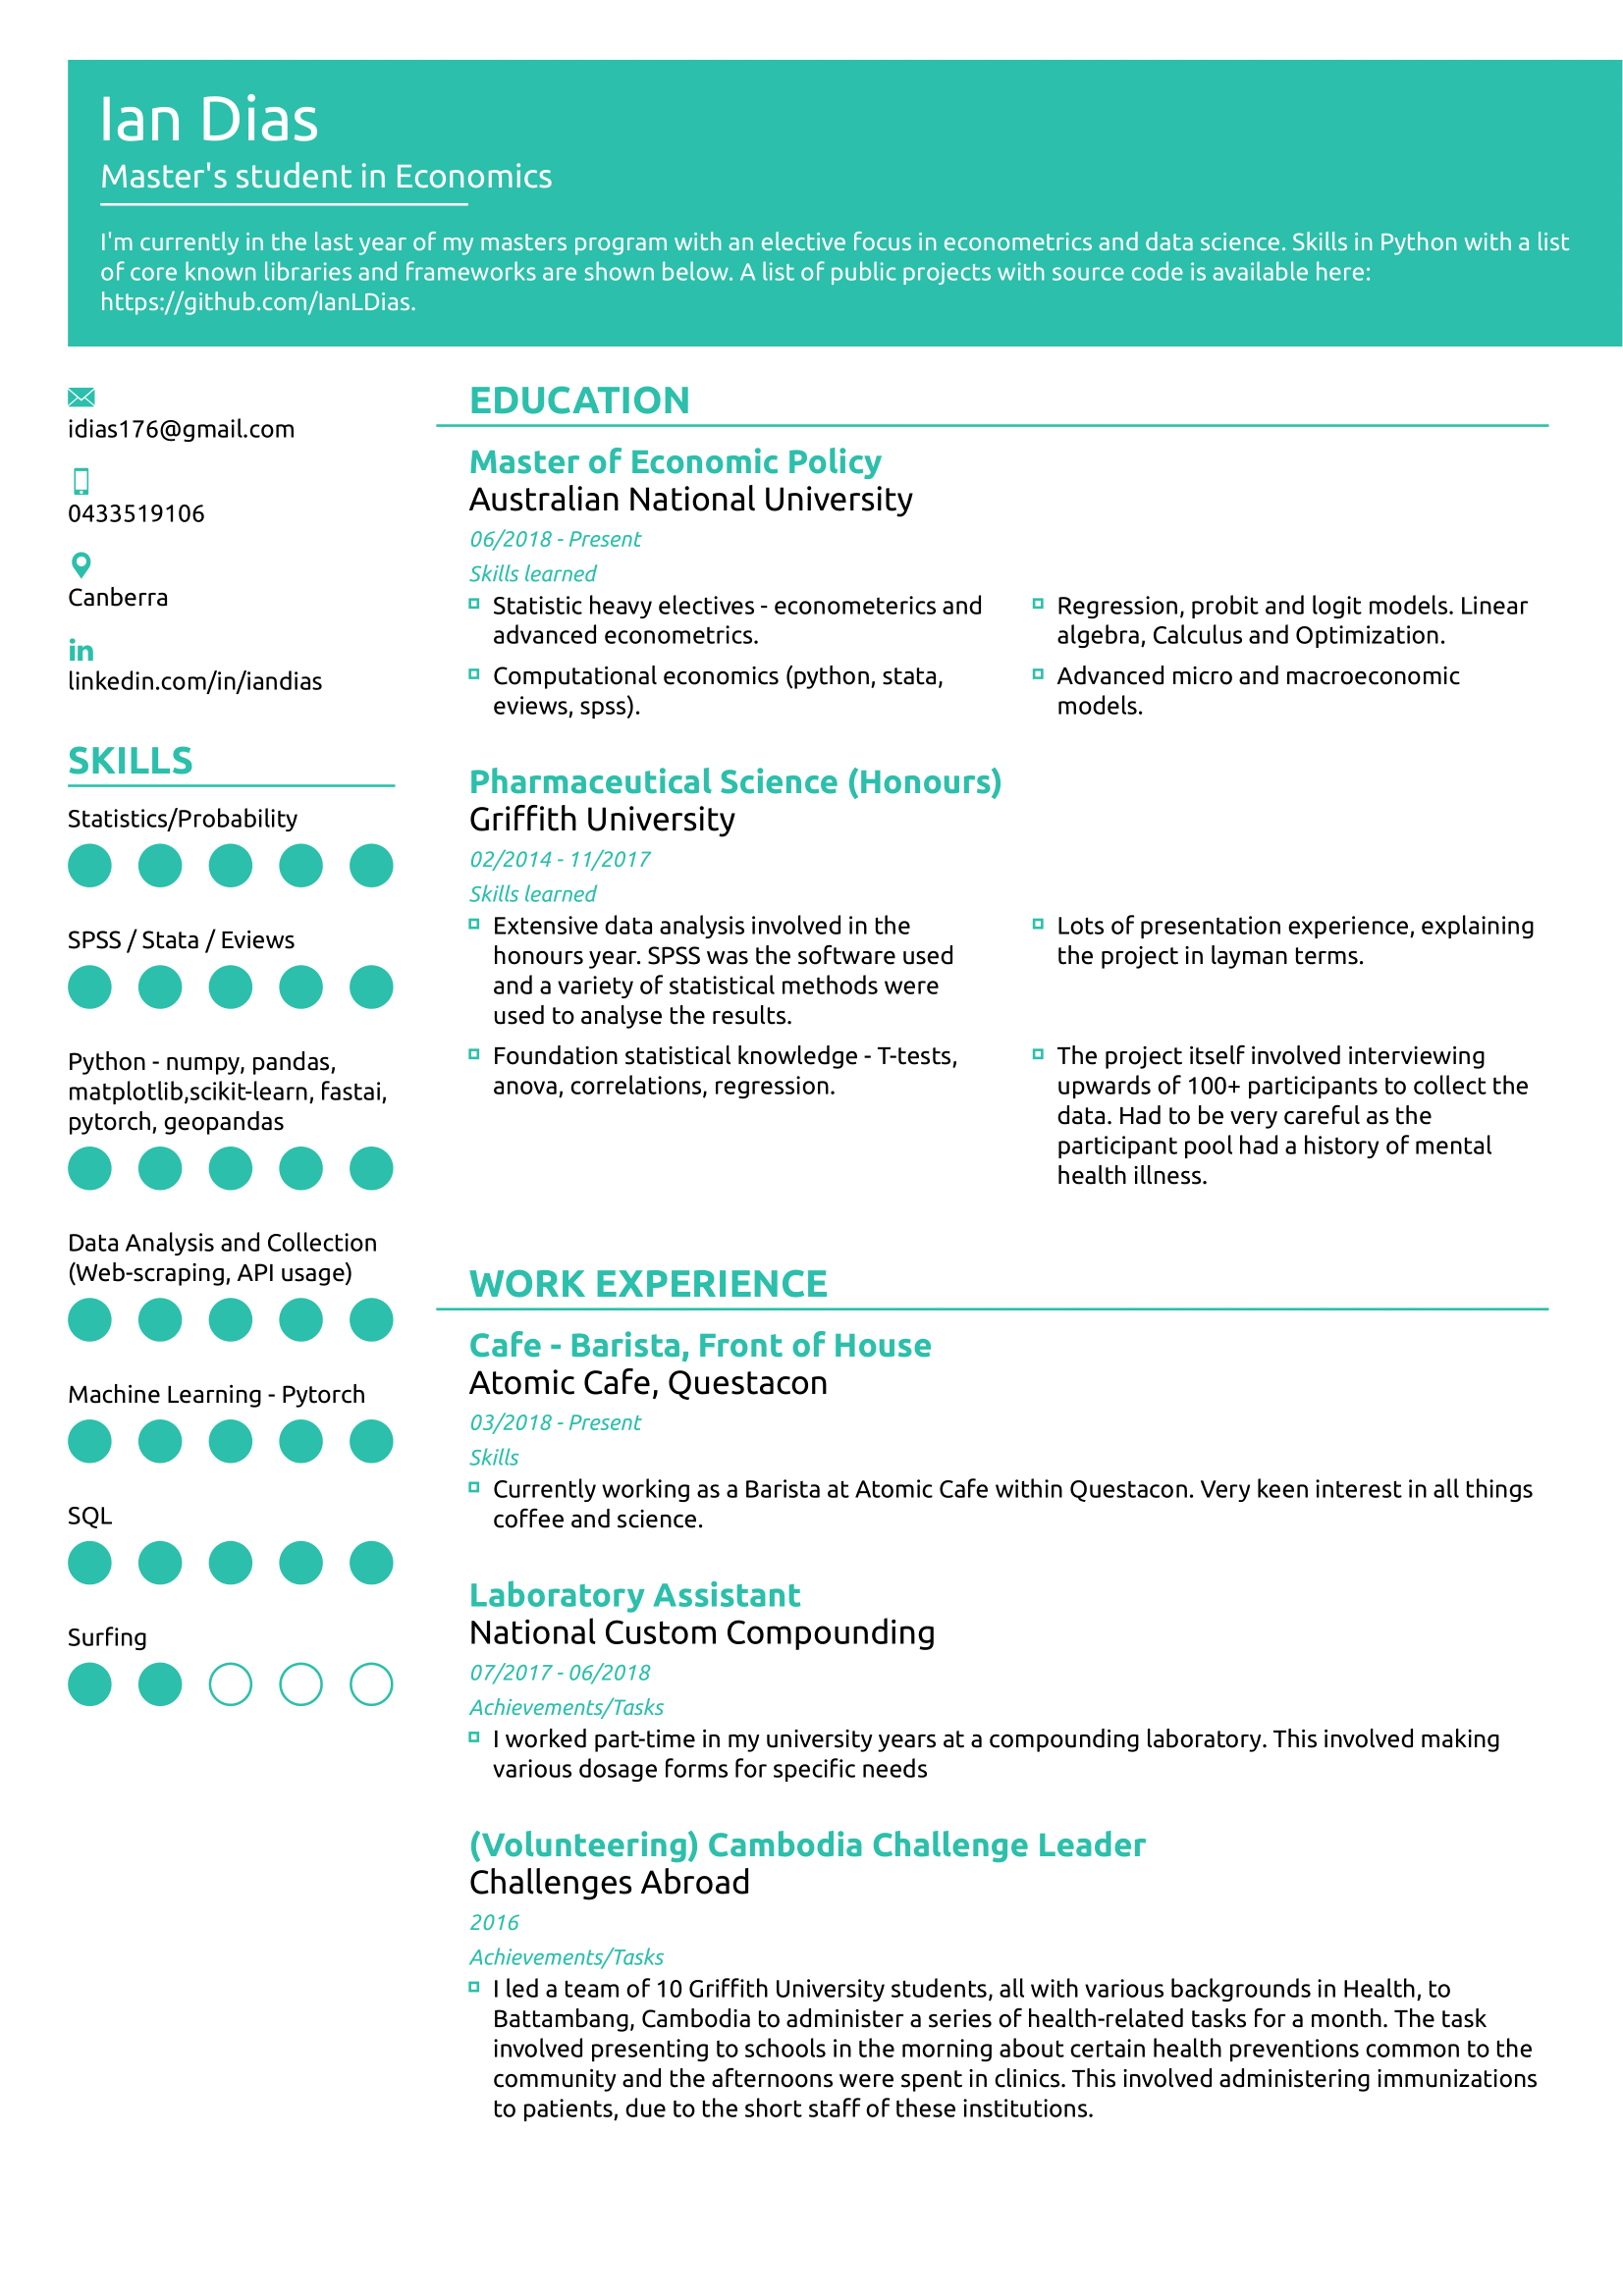 Ian Dias
Master's student in Economics
I'm currently in the last year of my masters program with an elective focus in econometrics and data science. Skills in Python with a list
of core known libraries and frameworks are shown below. A list of public projects with source code is available here:
https://github.com/IanLDias.
idias176@gmail.com
0433519106
Canberra
in
linkedin.com/in/iandias
SKILLS
Statistics/Probability
SPSS / Stata / Eviews
Python - numpy, pandas,
matplotlib,scikit-learn, fastai,
pytorch, geopandas
Data Analysis and Collection
(Web-scraping, API usage)
Machine Learning - Pytorch
SQL
Surfing
EDUCATION
Master of Economic Policy
Australian National University
06/2018 - Present
Skills learned
Statistic heavy electives - econometerics and
advanced econometrics.
Regression, probit and logit models. Linear
algebra, Calculus and Optimization.
Computational economics (python, stata,
eviews, spss).
Advanced micro and macroeconomic
models.
Pharmaceutical Science (Honours)
Griffith University
02/2014 - 11/2017
Skills learned
Extensive data analysis involved in the
honours year. SPSS was the software used
and a variety of statistical methods were
used to analyse the results.
Lots of presentation experience, explaining
the project in layman terms.
Foundation statistical knowledge - T-tests,
anova, correlations, regression.
The project itself involved interviewing
upwards of 100+ participants to collect the
data. Had to be very careful as the
participant pool had a history of mental
health illness.
WORK EXPERIENCE
Cafe - Barista, Front of House
Atomic Cafe, Questacon
03/2018 - Present
Skills
Currently working as a Barista at Atomic Cafe within Questacon. Very keen interest in all things
coffee and science.
Laboratory Assistant
National Custom Compounding
07/2017 - 06/2018
Achievements/Tasks
I worked part-time in my university years at a compounding laboratory. This involved making
various dosage forms for specific needs
(Volunteering) Cambodia Challenge Leader
Challenges Abroad
2016
Achievements/Tasks
I led a team of 10 Griffith University students, all with various backgrounds in Health, to
Battambang, Cambodia to administer a series of health-related tasks for a month. The task
involved presenting to schools in the morning about certain health preventions common to the
community and the afternoons were spent in clinics. This involved administering immunizations
to patients, due to the short staff of these institutions.